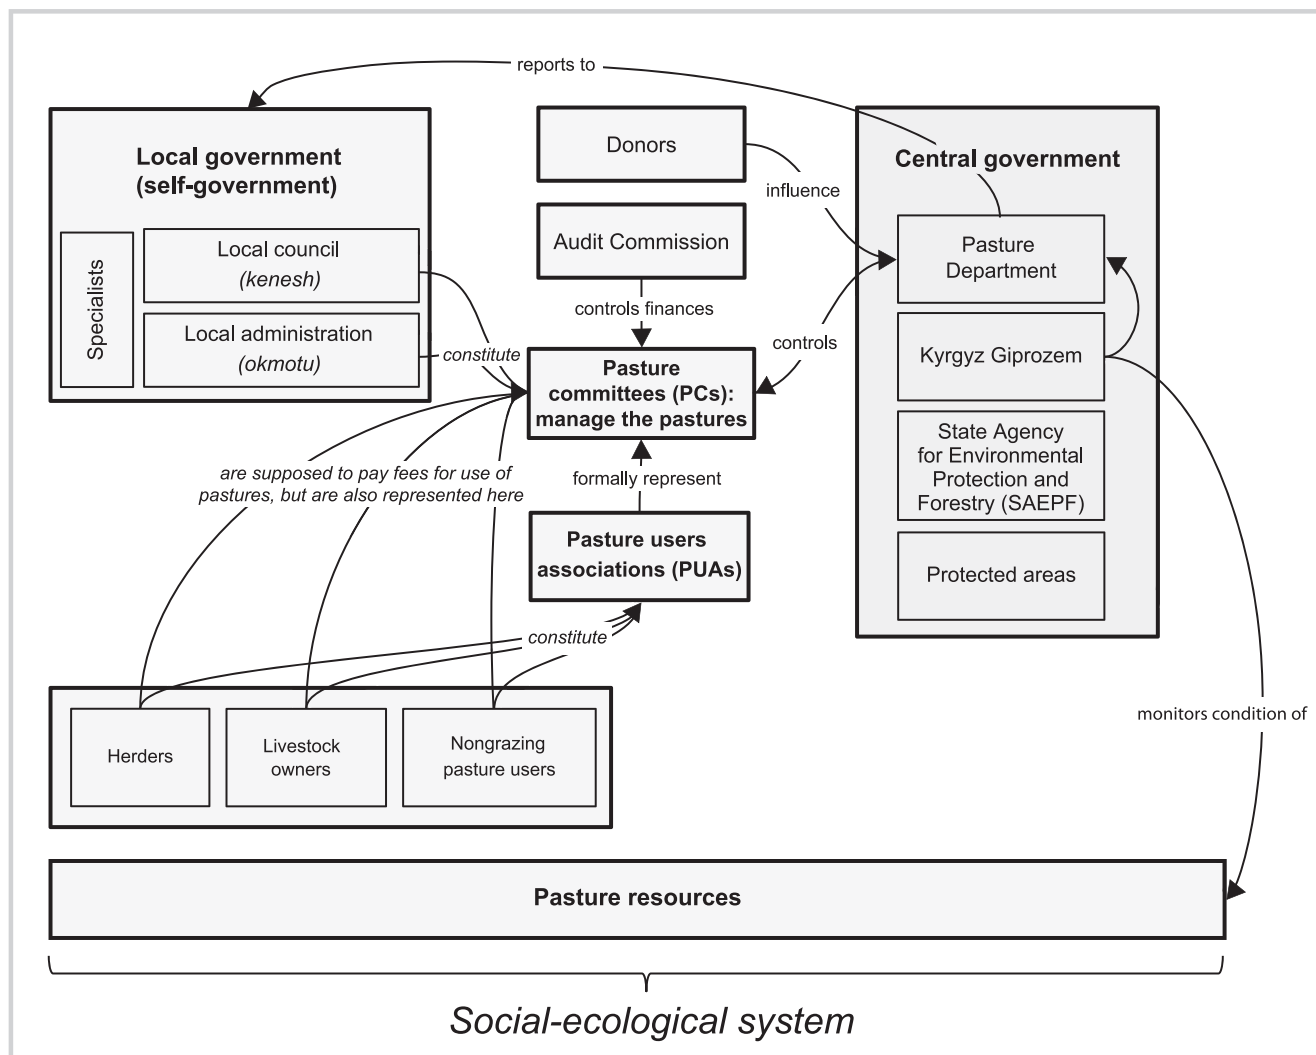 reports to
Local government
(self-government)
Specialists
Local council
(kenesh)
Local administration
(okmotu)
Donors
influence
Audit Commission
controls finances
constitute
controls
Pasture
committees (PCs):
manage the pastures
Central government
Pasture
Department
Kyrgyz Giprozem
State Agency
for Environmental
Protection and
Forestry (SAEPF)
Protected areas
are supposed to pay fees for use of
pastures, but are also represented here
formally represent
Pasture users
associations (PUAs)
constitute
Herders
Livestock
owners
Nongrazing
pasture users
monitors condition of
Pasture resources
Social-ecological system